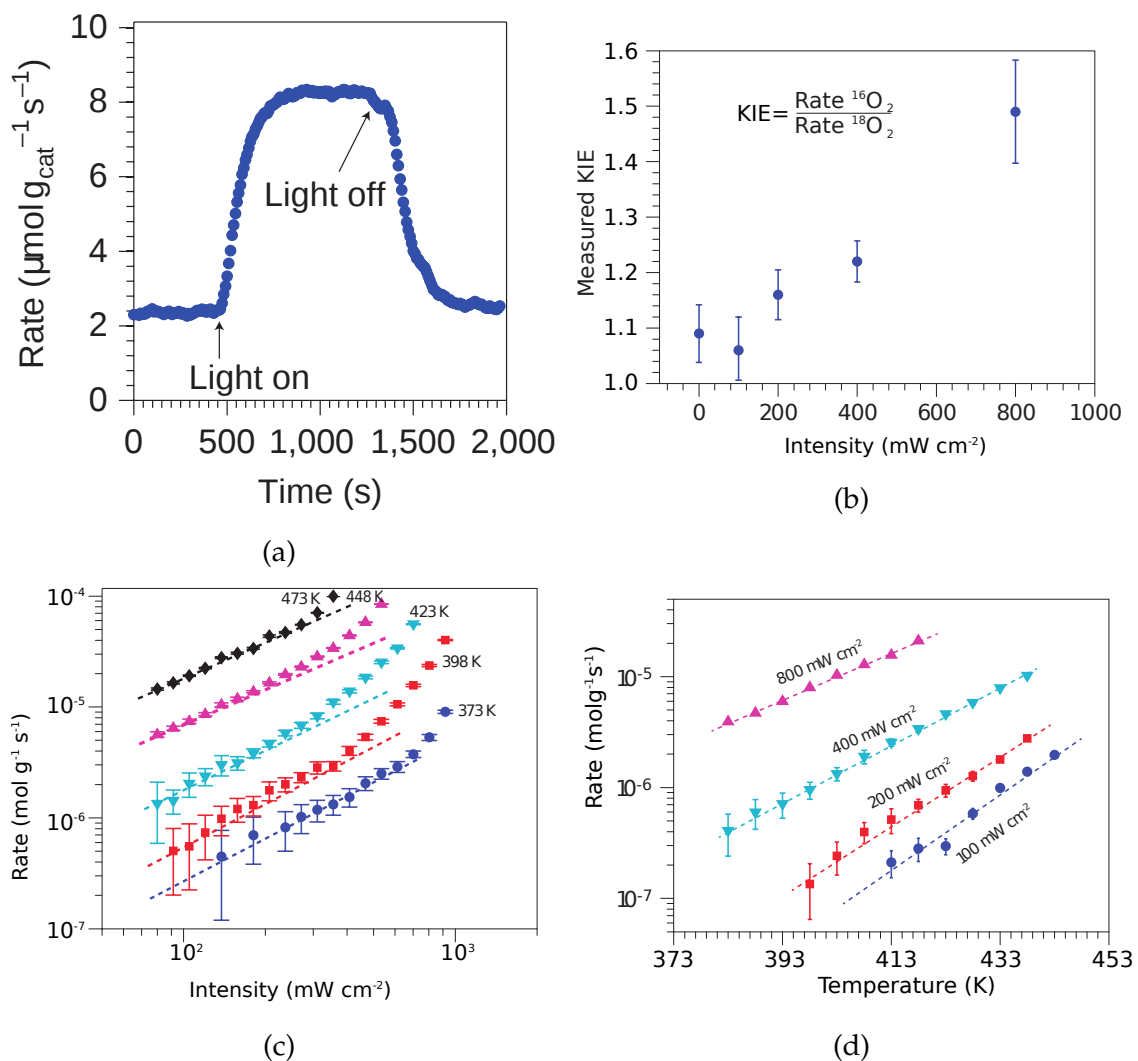 10
8
6
4
2
0
Rate (μmol g_cat⁻¹ s⁻¹)
Light on
Light off
0 500 1,000 1,500 2,000
Time (s)
(a)
1.6
1.5
1.4
1.3
1.2
1.1
1.0
Measured KIE
KIE= Rate ¹⁶O₂
Rate ¹⁸O₂
0 200 400 600 800 1000
Intensity (mW cm⁻²)
(b)
10⁻⁴
10⁻⁵
10⁻⁶
10⁻⁷
Rate (mol g⁻¹ s⁻¹)
473 K
448 K
423 K
398 K
373 K
10² 10³
Intensity (mW cm⁻²)
(c)
10⁻⁵
10⁻⁶
10⁻⁷
Rate (molg⁻¹s⁻¹)
800 mW cm⁻²
400 mW cm⁻²
200 mW cm⁻²
100 mW cm⁻²
373 393 413 433 453
Temperature (K)
(d)